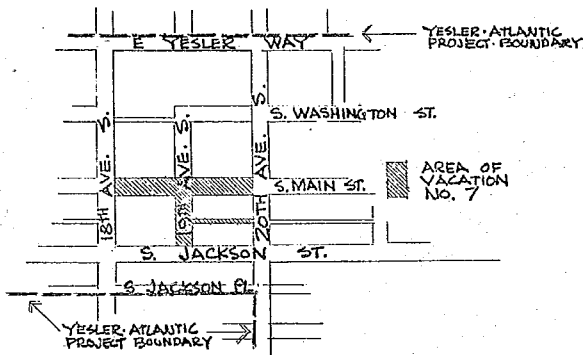 YESLER-ATLANTIC
PROJECT BOUNDARY
E YESLER WAY
S. WASHINGTON ST.
18TH AVE. S.
19TH AVE. S.
20TH AVE. S.
S. MAIN ST.
AREA OF
VACATION
NO. 7
S. JACKSON ST.
S JACKSON PL.
YESLER-ATLANTIC
PROJECT BOUNDARY